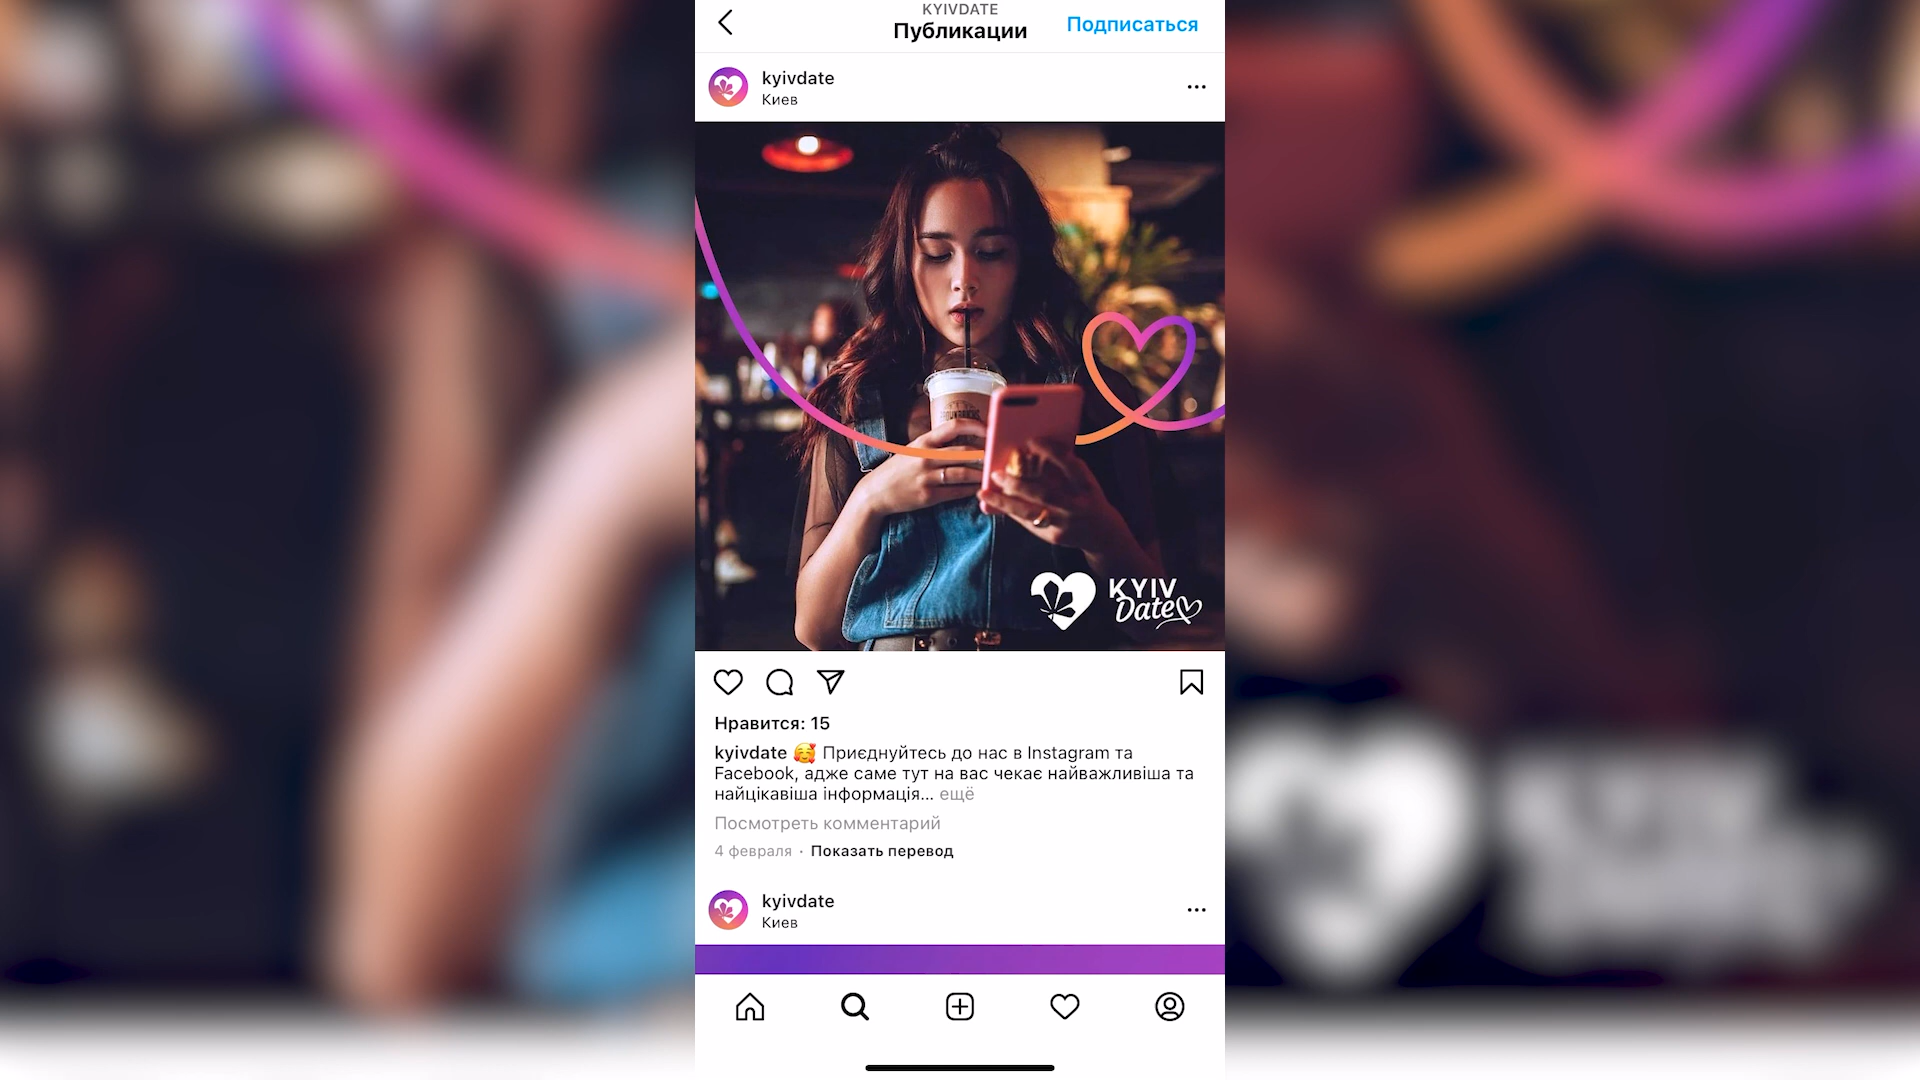 KYIVDATE
Публикации
Подписаться
kyivdate
Киев
KYIV
Date
Нравится: 15
kyivdate 🥰 Приєднуйтесь до нас в Instagram та
Facebook, адже саме тут на вас чекає найважливіша та
найцікавіша інформація... ещё
Посмотреть комментарий
4 февраля · Показать перевод
kyivdate
Киев